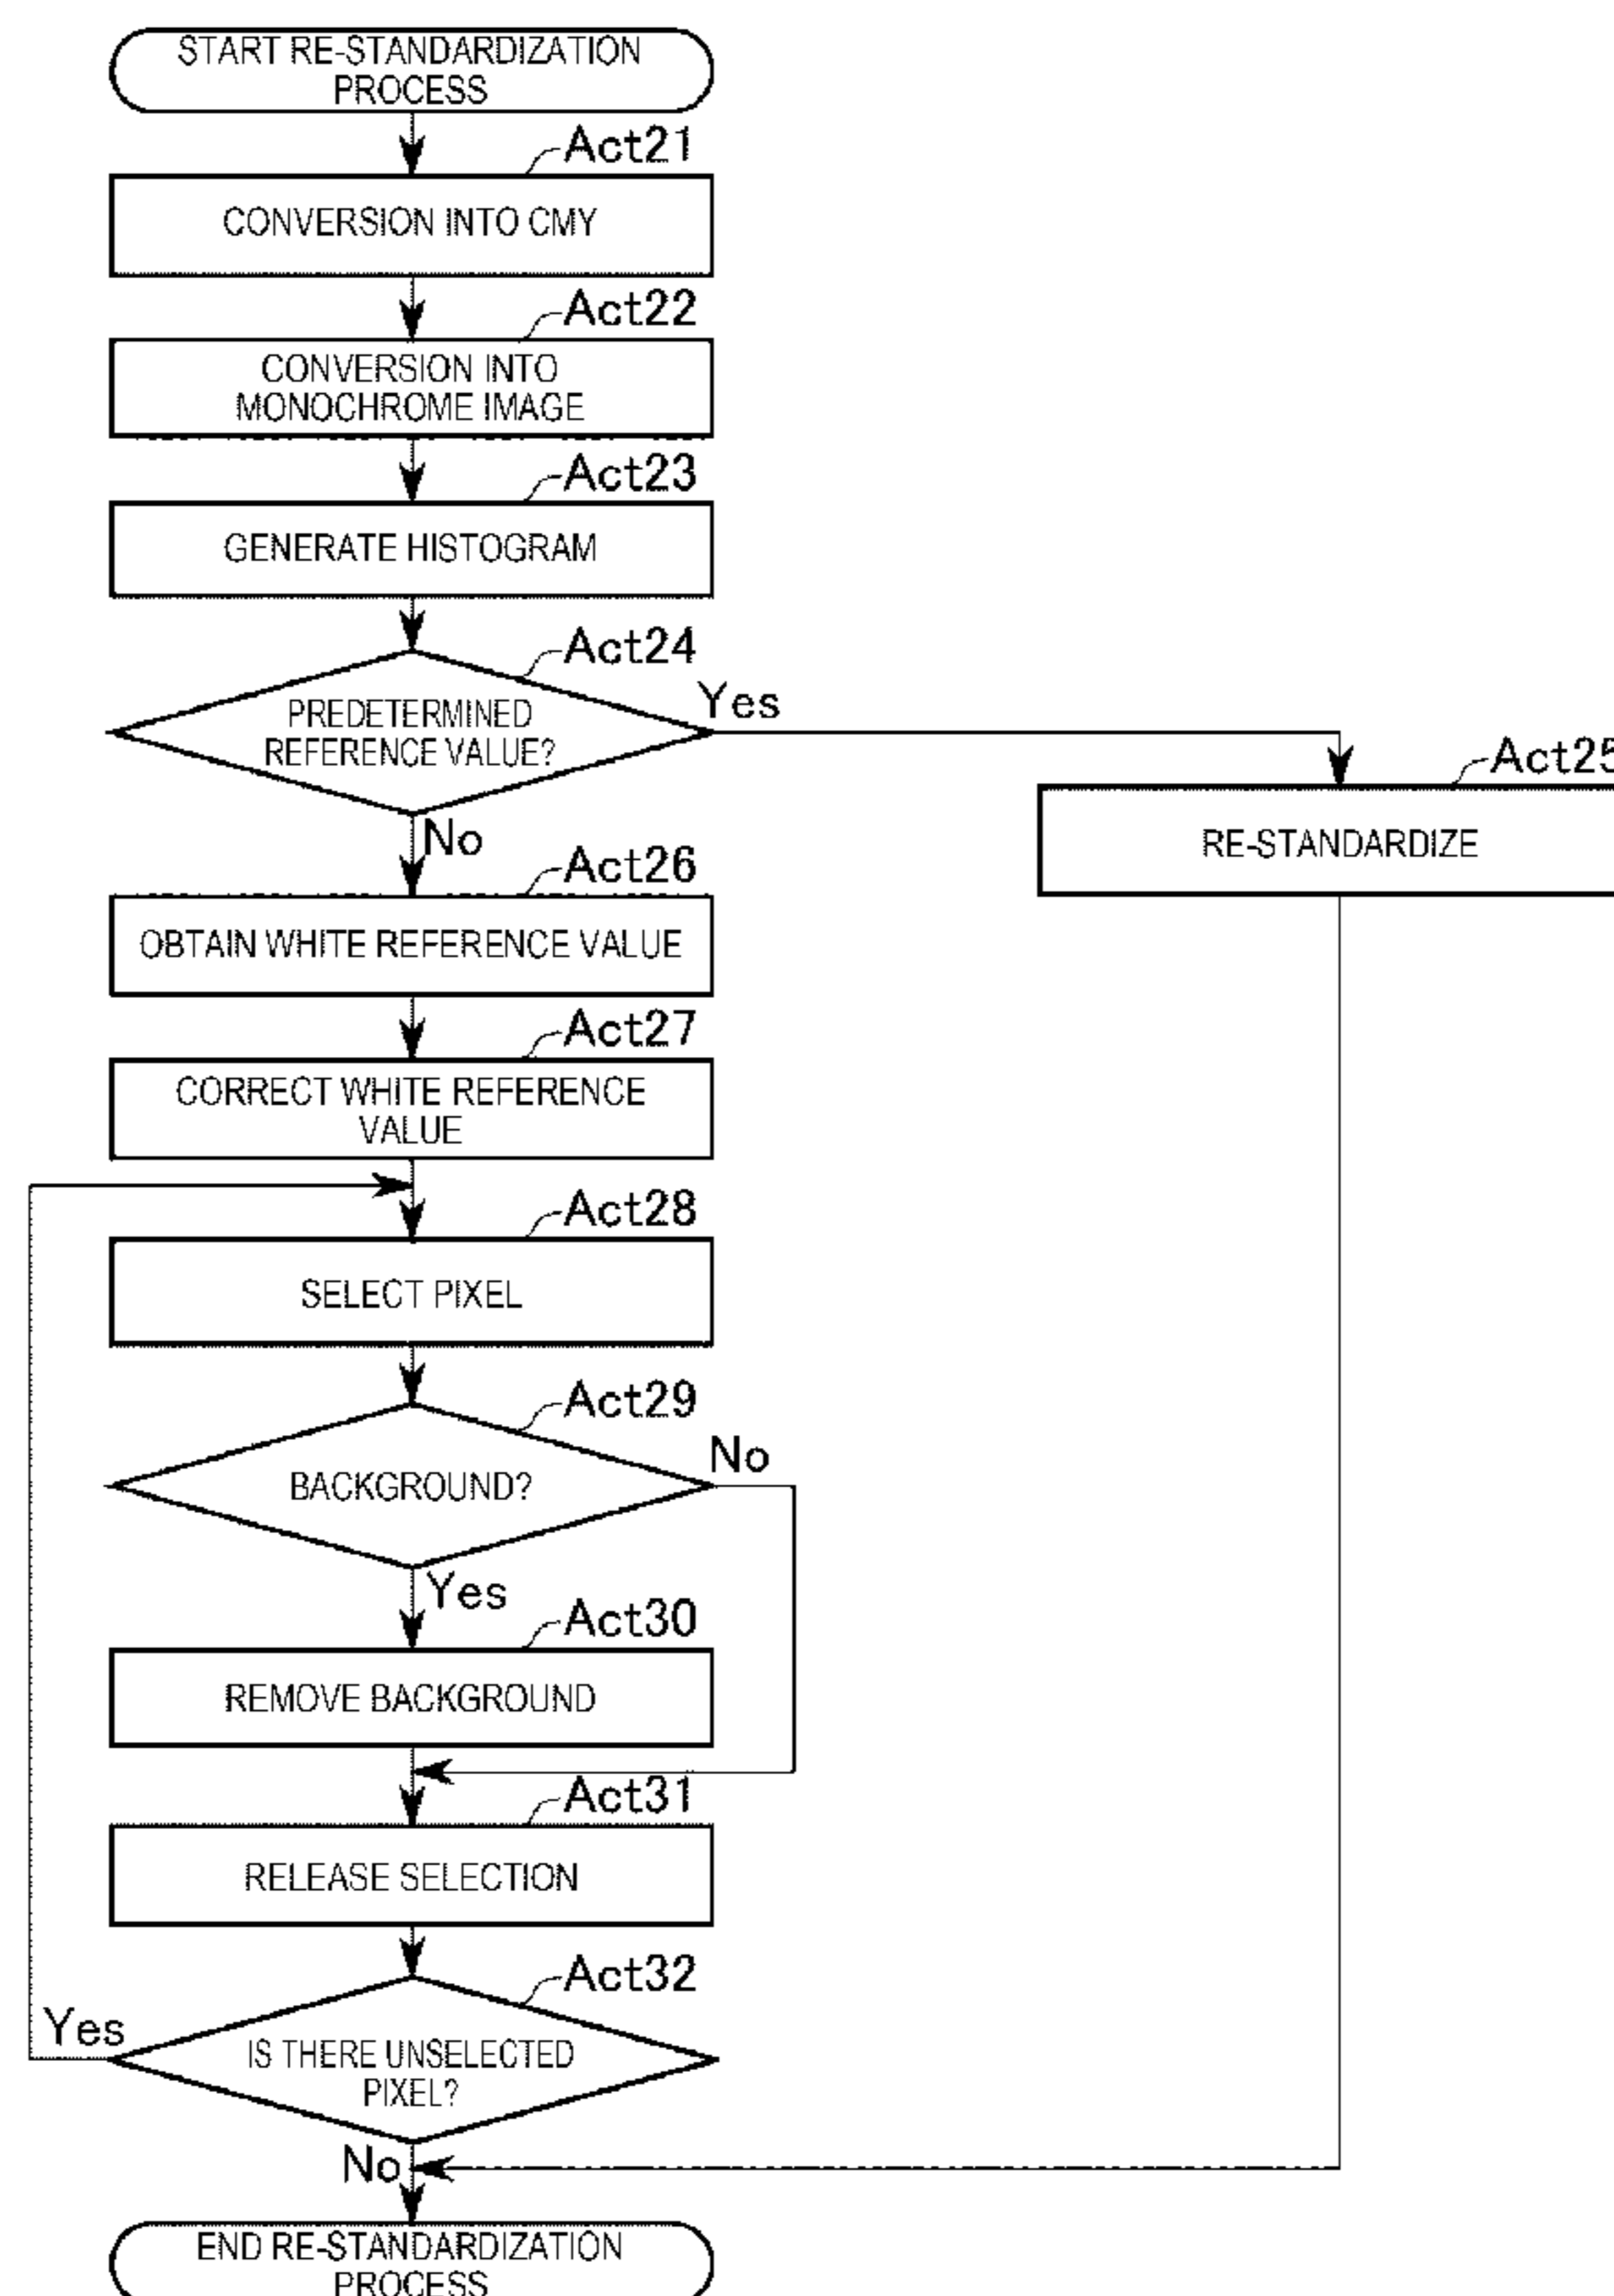 START RE-STANDARDIZATION
PROCESS
Act21
CONVERSION INTO CMY
Act22
CONVERSION INTO
MONOCHROME IMAGE
Act23
GENERATE HISTOGRAM
Act24
PREDETERMINED
REFERENCE VALUE?
Yes
Act25
RE-STANDARDIZE
No
Act26
OBTAIN WHITE REFERENCE VALUE
Act27
CORRECT WHITE REFERENCE
VALUE
Act28
SELECT PIXEL
Act29
BACKGROUND?
No
Yes
Act30
REMOVE BACKGROUND
Act31
RELEASE SELECTION
Act32
IS THERE UNSELECTED
PIXEL?
Yes
No
END RE-STANDARDIZATION
PROCESS